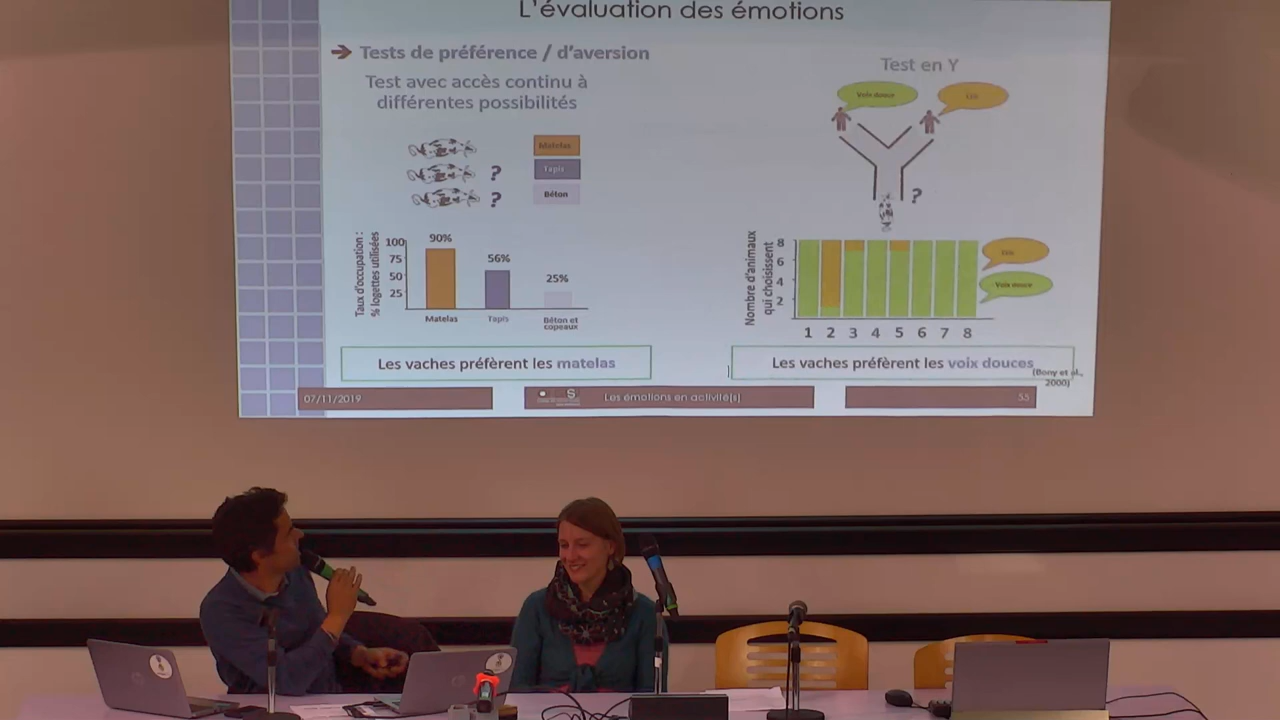 L'évaluation des émotions
Tests de préférence / d'aversion
Test avec accès continu à
différentes possibilités
Matelas
? Tapis
? Béton
Taux d'occupation :
% logettes utilisées
100
75
50
25
90%
56%
25%
Matelas
Tapis
Béton et
copeaux
Les vaches préfèrent les matelas
Test en Y
Voix douce
Cris
?
Nombre d'animaux
qui choisissent
8
6
4
2
1 2 3 4 5 6 7 8
Cris
Voix douce
Les vaches préfèrent les voix douces
(Bony et al.,
2000)
07/11/2019
S
Les émotions en activité[s]
55